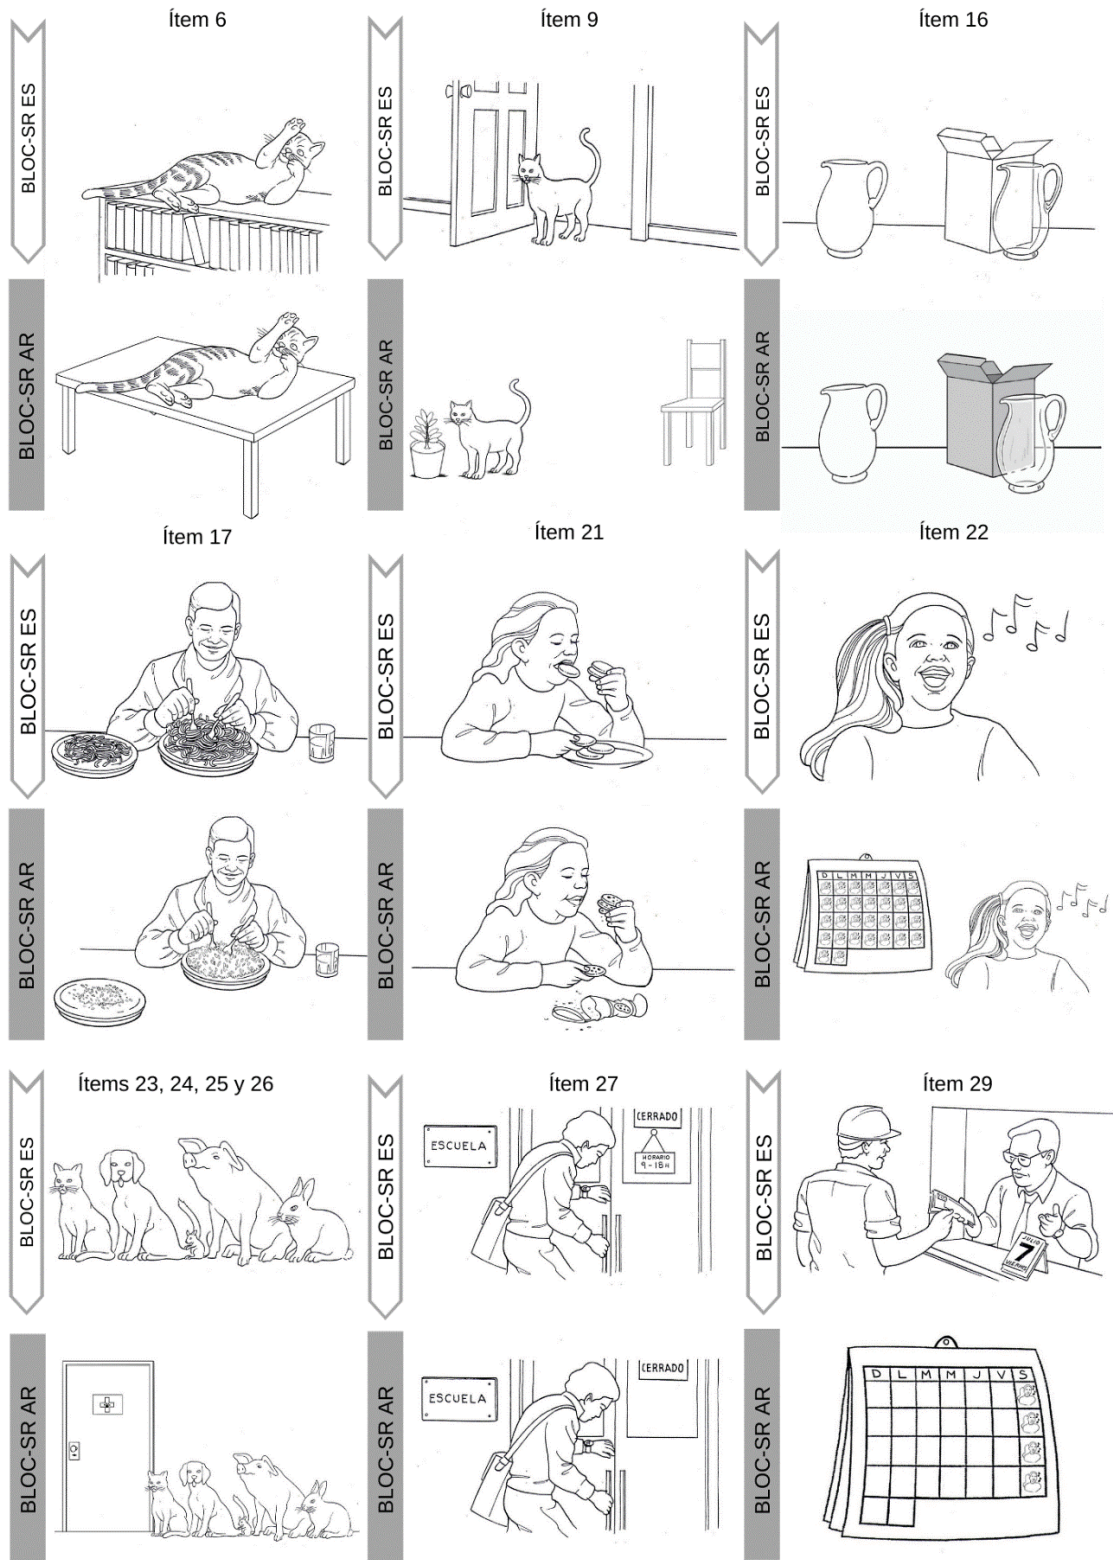 Ítem 6
Ítem 9
Ítem 16
BLOC-SR ES
BLOC-SR ES
BLOC-SR ES
BLOC-SR AR
BLOC-SR AR
BLOC-SR AR
Ítem 17
Ítem 21
Ítem 22
BLOC-SR ES
BLOC-SR ES
BLOC-SR ES
BLOC-SR AR
BLOC-SR AR
BLOC-SR AR
D L M M J V S
Ítems 23, 24, 25 y 26
Ítem 27
Ítem 29
BLOC-SR ES
BLOC-SR ES
ESCUELA
CERRADO
HORARIO
9-18H
BLOC-SR ES
JULIO
7
BLOC-SR AR
BLOC-SR AR
ESCUELA
CERRADO
BLOC-SR AR
D L M M J V S